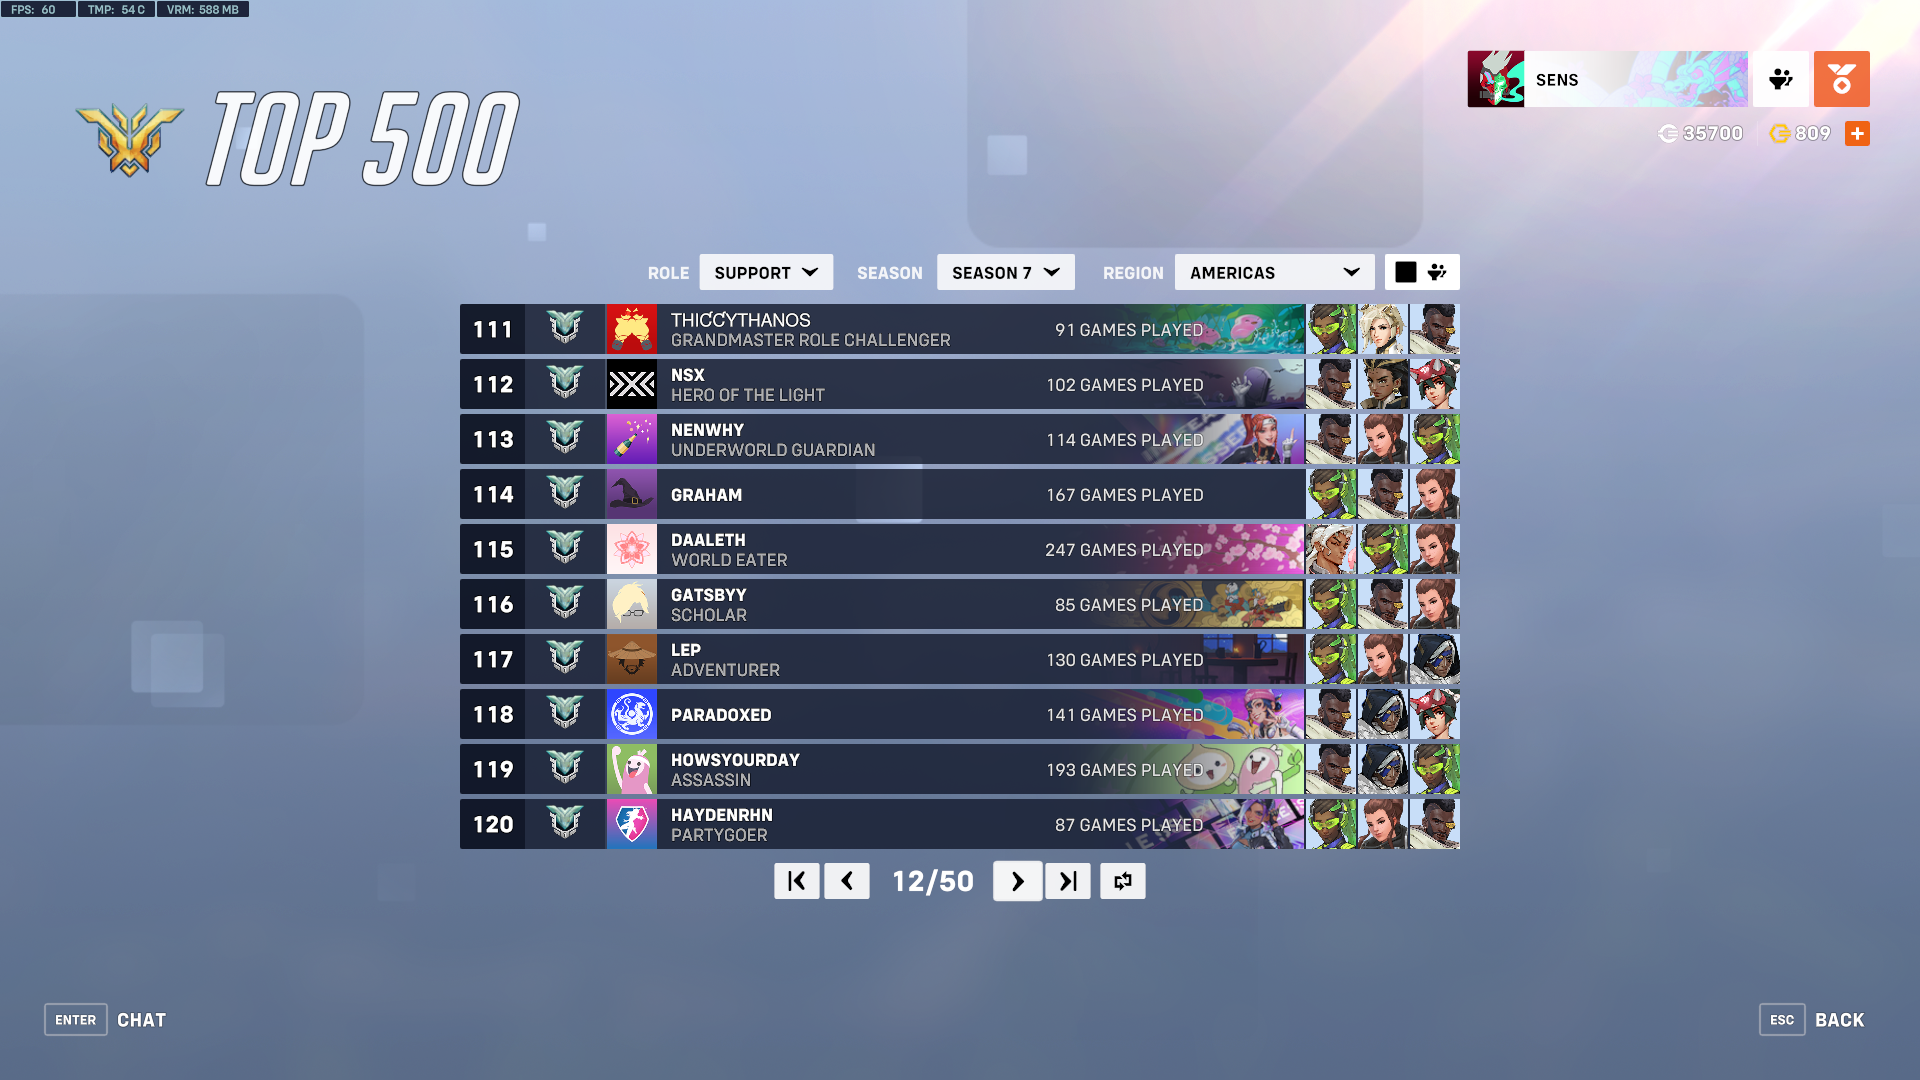 FPS: 60 TMP: 54 C VRM: 588 MB
TOP 500
SENS
35700 809
ROLE SUPPORT SEASON SEASON 7 REGION AMERICAS
111 THICCYTHANOS 91 GAMES PLAYED
GRANDMASTER ROLE CHALLENGER
112 NSX 102 GAMES PLAYED
HERO OF THE LIGHT
113 NENWHY 114 GAMES PLAYED
UNDERWORLD GUARDIAN
114 GRAHAM 167 GAMES PLAYED
115 DAALETH 247 GAMES PLAYED
WORLD EATER
116 GATSBYY 85 GAMES PLAYED
SCHOLAR
117 LEP 130 GAMES PLAYED
ADVENTURER
118 PARADOXED 141 GAMES PLAYED
119 HOWSYOURDAY 193 GAMES PLAYED
ASSASSIN
120 HAYDENRHN 87 GAMES PLAYED
PARTYGOER
12/50
ENTER CHAT
ESC BACK